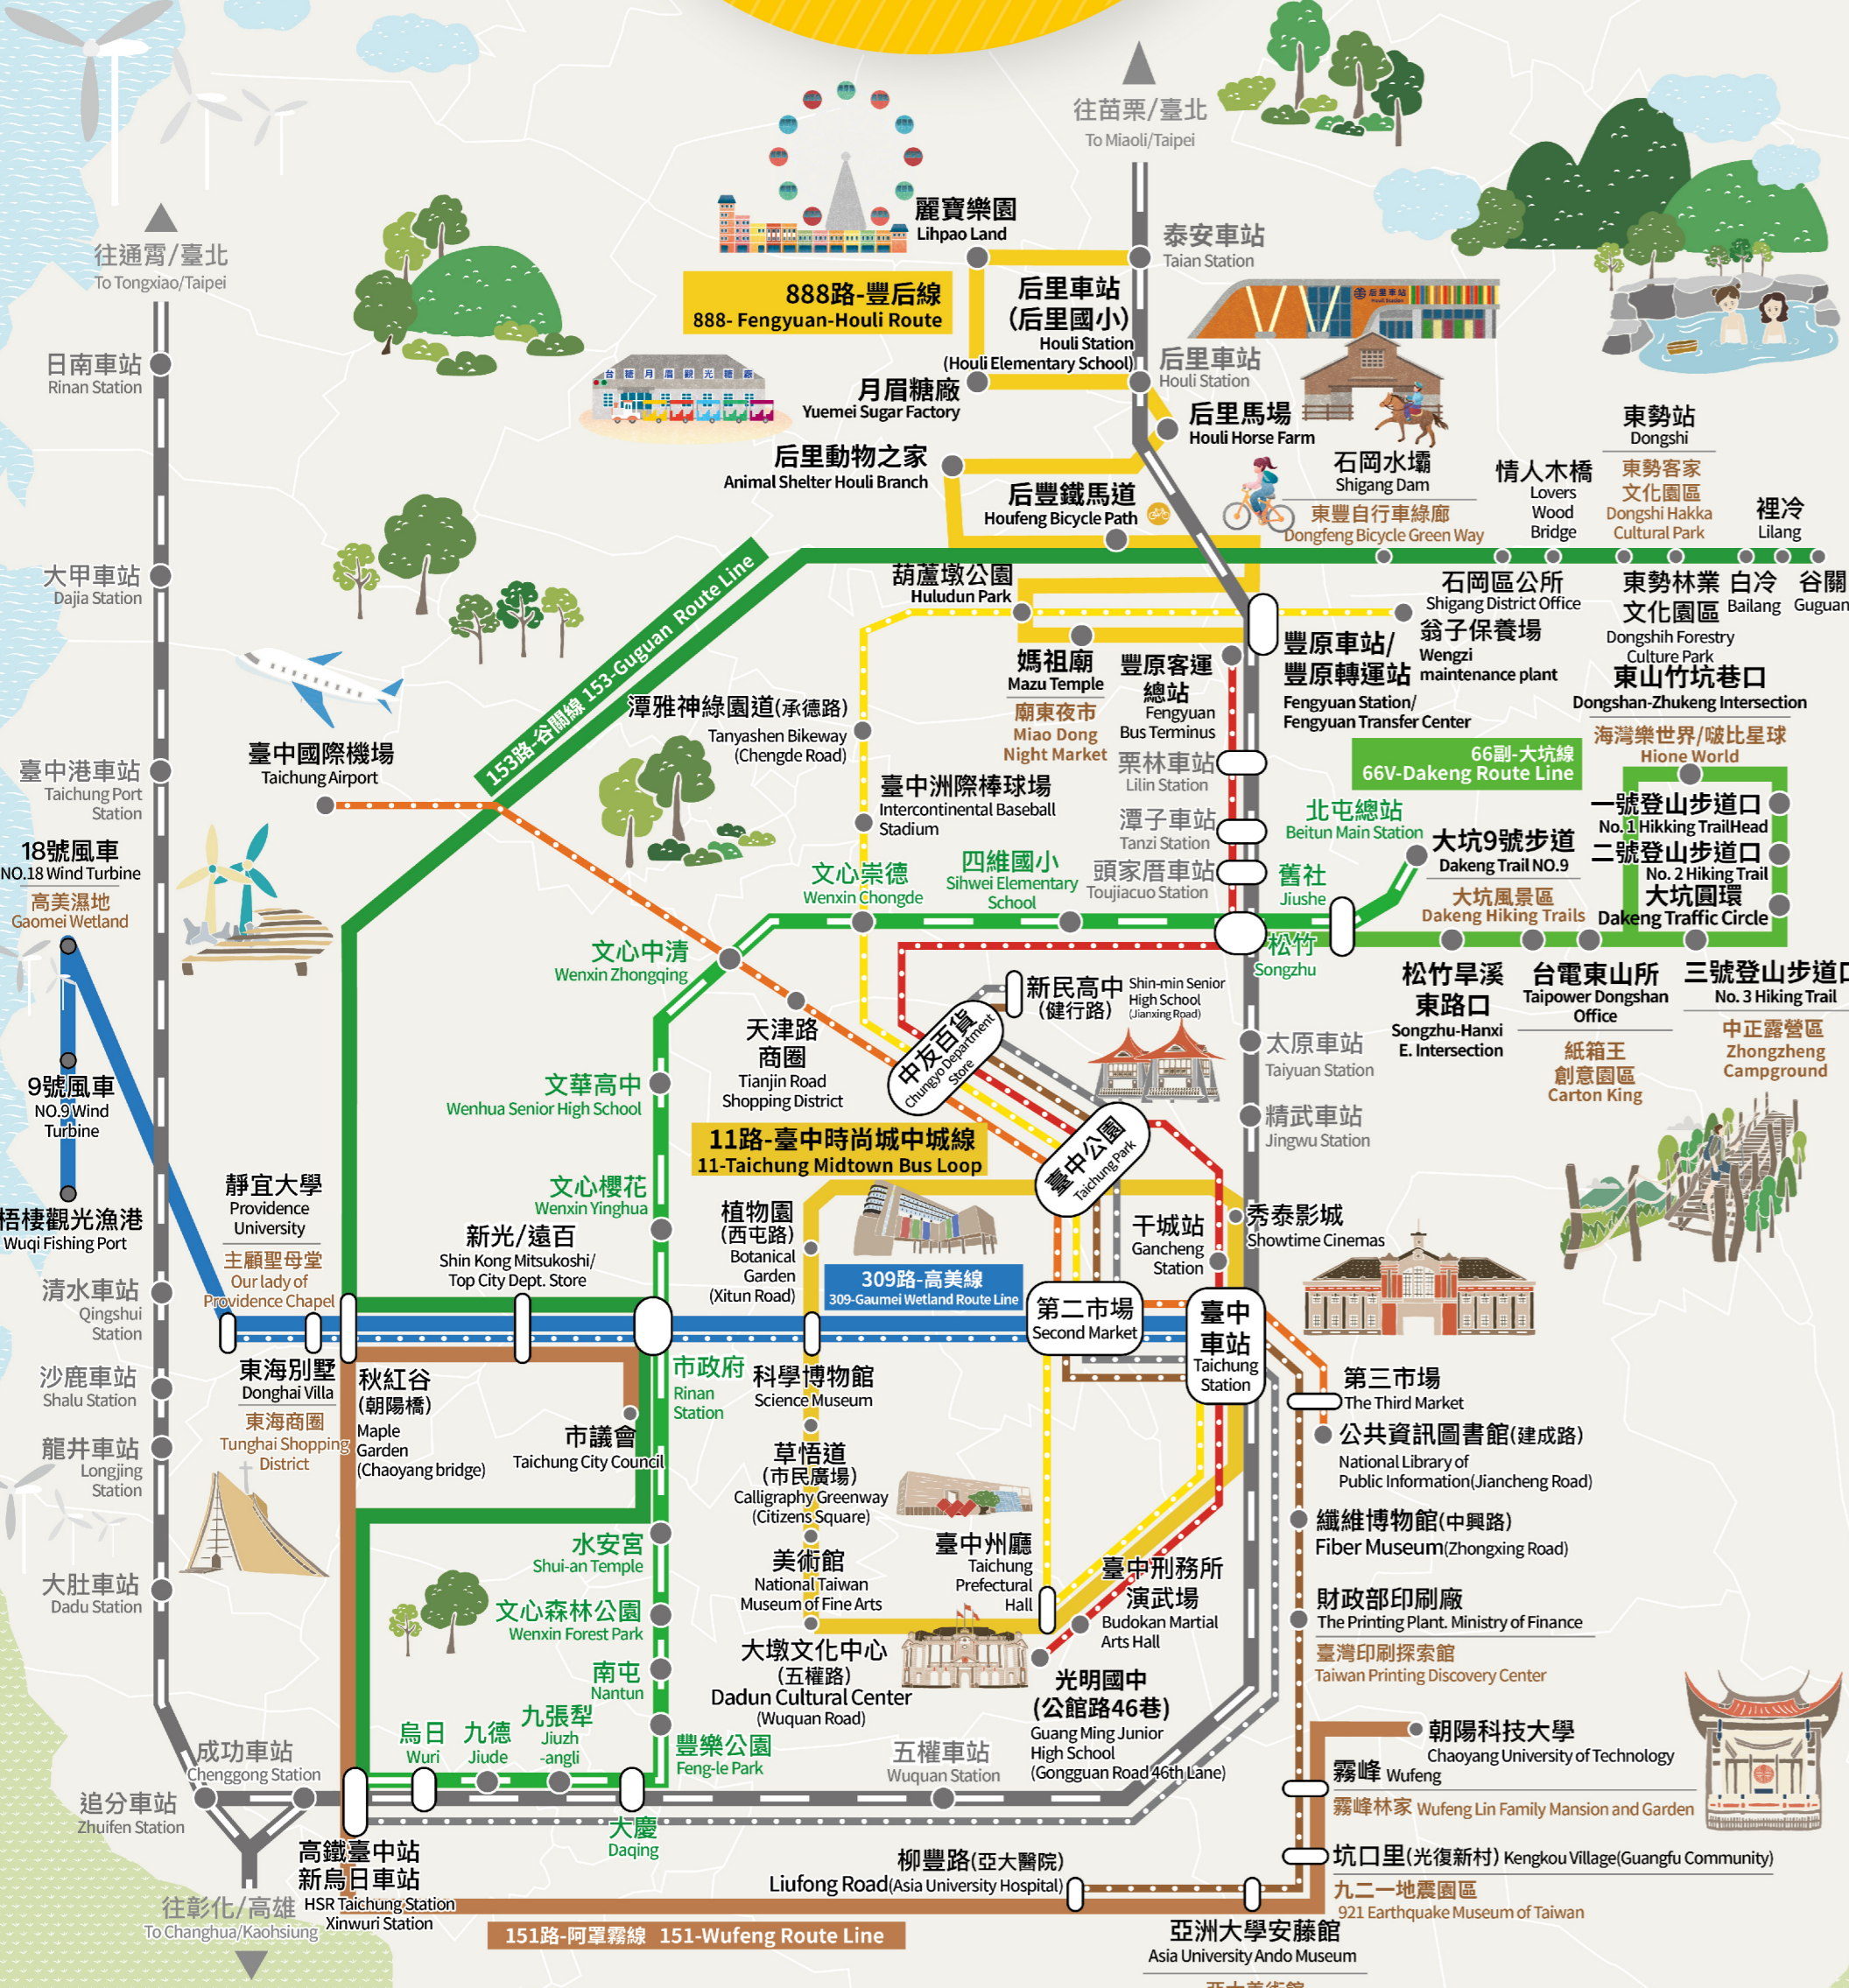 往苗栗/臺北
To Miaoli/Taipei
往通霄/臺北
To Tongxiao/Taipei
麗寶樂園
Lihpao Land
泰安車站
Taian Station
888路-豐后線
888- Fengyuan-Houli Route
后里車站
(后里國小)
Houli Station
(Houli Elementary School)
后里車站
Houli Station
后里車站
Houli Station
日南車站
Rinan Station
台糖月眉觀光糖廠
月眉糖廠
Yuemei Sugar Factory
后里馬場
Houli Horse Farm
后里動物之家
Animal Shelter Houli Branch
后豐鐵馬道
Houfeng Bicycle Path
石岡水壩
Shigang Dam
東豐自行車綠廊
Dongfeng Bicycle Green Way
情人木橋
Lovers
Wood
Bridge
東勢站
Dongshi
東勢客家
文化園區
Dongshi Hakka
Cultural Park
裡冷
Lilang
大甲車站
Dajia Station
葫蘆墩公園
Huludun Park
石岡區公所
Shigang District Office
東勢林業
文化園區
Dongshih Forestry
Culture Park
白冷
Bailang
谷關
Guguan
翁子保養場
Wengzi
maintenance plant
豐原車站/
豐原轉運站
Fengyuan Station/
Fengyuan Transfer Center
153路-谷關線 153-Guguan Route Line
媽祖廟
Mazu Temple
廟東夜市
Miao Dong
Night Market
豐原客運
總站
Fengyuan
Bus Terminus
潭雅神綠園道(承德路)
Tanyashen Bikeway
(Chengde Road)
東山竹坑巷口
Dongshan-Zhukeng Intersection
海灣樂世界/啵比星球
Hione World
66副-大坑線
66V-Dakeng Route Line
臺中國際機場
Taichung Airport
臺中港車站
Taichung Port
Station
栗林車站
Lilin Station
臺中洲際棒球場
Intercontinental Baseball
Stadium
潭子車站
Tanzi Station
北屯總站
Beitun Main Station
一號登山步道口
No. 1 Hikking TrailHead
大坑9號步道
Dakeng Trail NO.9
大坑風景區
Dakeng Hiking Trails
二號登山步道口
No. 2 Hiking Trail
大坑圓環
Dakeng Traffic Circle
18號風車
NO.18 Wind Turbine
高美濕地
Gaomei Wetland
文心崇德
Wenxin Chongde
四維國小
Sihwei Elementary
School
頭家厝車站
Toujiacuo Station
舊社
Jiushe
文心中清
Wenxin Zhongqing
松竹
Songzhu
松竹旱溪
東路口
Songzhu-Hanxi
E. Intersection
台電東山所
Taipower Dongshan
Office
紙箱王
創意園區
Carton King
三號登山步道口
No. 3 Hiking Trail
中正露營區
Zhongzheng
Campground
新民高中
(健行路)
Shin-min Senior
High School
(Jianxing Road)
中友百貨
Chungyo Department
Store
天津路
商圈
Tianjin Road
Shopping District
太原車站
Taiyuan Station
9號風車
NO.9 Wind
Turbine
文華高中
Wenhua Senior High School
臺中公園
Taichung Park
精武車站
Jingwu Station
11路-臺中時尚城中城線
11-Taichung Midtown Bus Loop
梧棲觀光漁港
Wuqi Fishing Port
靜宜大學
Providence
University
主顧聖母堂
Our lady of
Providence Chapel
文心櫻花
Wenxin Yinghua
新光/遠百
Shin Kong Mitsukoshi/
Top City Dept. Store
植物園
(西屯路)
Botanical
Garden
(Xitun Road)
干城站
Gancheng
Station
秀泰影城
Showtime Cinemas
309路-高美線
309-Gaumei Wetland Route Line
清水車站
Qingshui
Station
第二市場
Second Market
臺中
車站
Taichung
Station
東海別墅
Donghai Villa
東海商圈
Tunghai Shopping
District
秋紅谷
(朝陽橋)
Maple
Garden
(Chaoyang bridge)
市政府
Rinan
Station
科學博物館
Science Museum
第三市場
The Third Market
沙鹿車站
Shalu Station
市議會
Taichung City Council
公共資訊圖書館(建成路)
National Library of
Public Information(Jiancheng Road)
龍井車站
Longjing
Station
草悟道
(市民廣場)
Calligraphy Greenway
(Citizens Square)
纖維博物館(中興路)
Fiber Museum(Zhongxing Road)
水安宮
Shui-an Temple
美術館
National Taiwan
Museum of Fine Arts
臺中州廳
Taichung
Prefectural
Hall
臺中刑務所
演武場
Budokan Martial
Arts Hall
大肚車站
Dadu Station
文心森林公園
Wenxin Forest Park
財政部印刷廠
The Printing Plant. Ministry of Finance
臺灣印刷探索館
Taiwan Printing Discovery Center
大墩文化中心
(五權路)
Dadun Cultural Center
(Wuquan Road)
南屯
Nantun
光明國中
(公館路46巷)
Guang Ming Junior
High School
(Gongguan Road 46th Lane)
烏日
Wuri
九德
Jiude
九張犁
Jiuzh
-angli
豐樂公園
Feng-le Park
五權車站
Wuquan Station
朝陽科技大學
Chaoyang University of Technology
成功車站
Chenggong Station
霧峰 Wufeng
霧峰林家 Wufeng Lin Family Mansion and Garden
追分車站
Zhuifen Station
大慶
Daqing
高鐵臺中站
新烏日車站
HSR Taichung Station
Xinwuri Station
坑口里(光復新村) Kengkou Village(Guangfu Community)
九二一地震園區
921 Earthquake Museum of Taiwan
柳豐路(亞大醫院)
Liufong Road(Asia University Hospital)
往彰化/高雄
To Changhua/Kaohsiung
151路-阿罩霧線 151-Wufeng Route Line
亞洲大學安藤館
Asia University Ando Museum